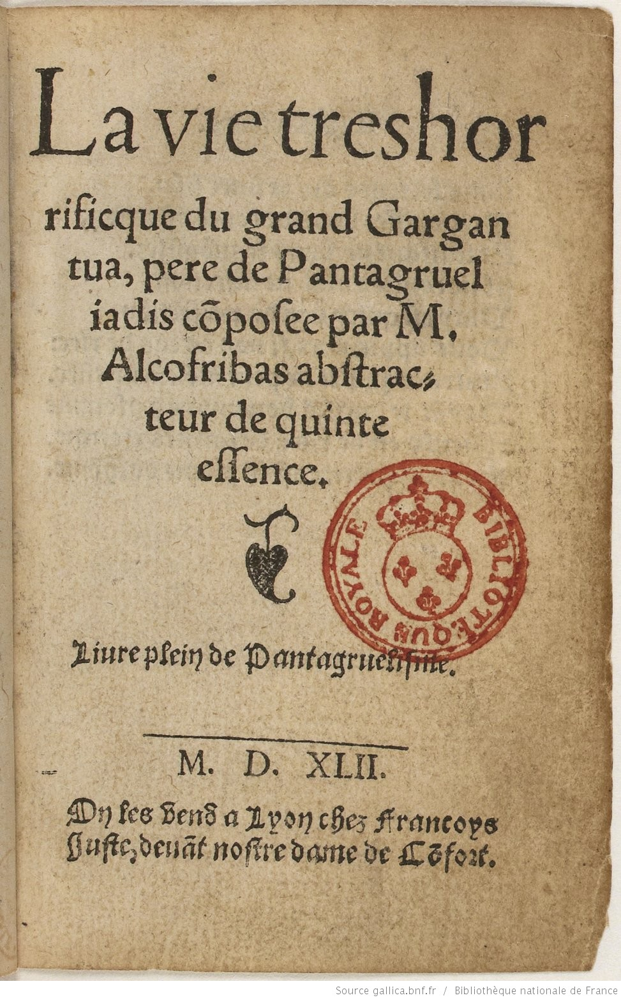 La vie treshor
rificque du grand Gargan
tua, pere de Pantagruel
iadis cõpoſee par M.
Alcofribas abſtrac⸗
teur de quinte
eſſence.
BIBLIOTEQUE ROYALE
Liure plein de Pantagrueliſme.
M. D. XLII.
On les vend a Lyon chez Francoys
Juſte, deuãt noſtre dame de Cõfort.
Source gallica.bnf.fr / Bibliothèque nationale de France